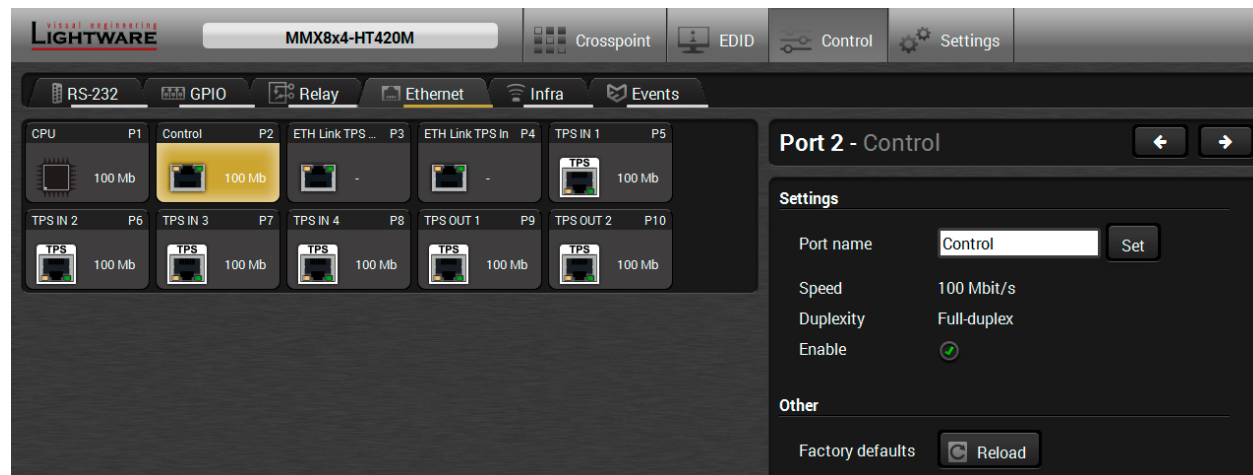 visual engineering
LIGHTWARE
MMX8x4-HT420M
Crosspoint
EDID
Control
Settings
RS-232
GPIO
Relay
Ethernet
Infra
Events
CPU P1
100 Mb
Control P2
100 Mb
ETH Link TPS ... P3
-
ETH Link TPS In P4
-
TPS IN 1 P5
TPS
100 Mb
TPS IN 2 P6
TPS
100 Mb
TPS IN 3 P7
TPS
100 Mb
TPS IN 4 P8
TPS
100 Mb
TPS OUT 1 P9
TPS
100 Mb
TPS OUT 2 P10
TPS
100 Mb
Port 2 - Control
Settings
Port name Control Set
Speed 100 Mbit/s
Duplexity Full-duplex
Enable
Other
Factory defaults Reload